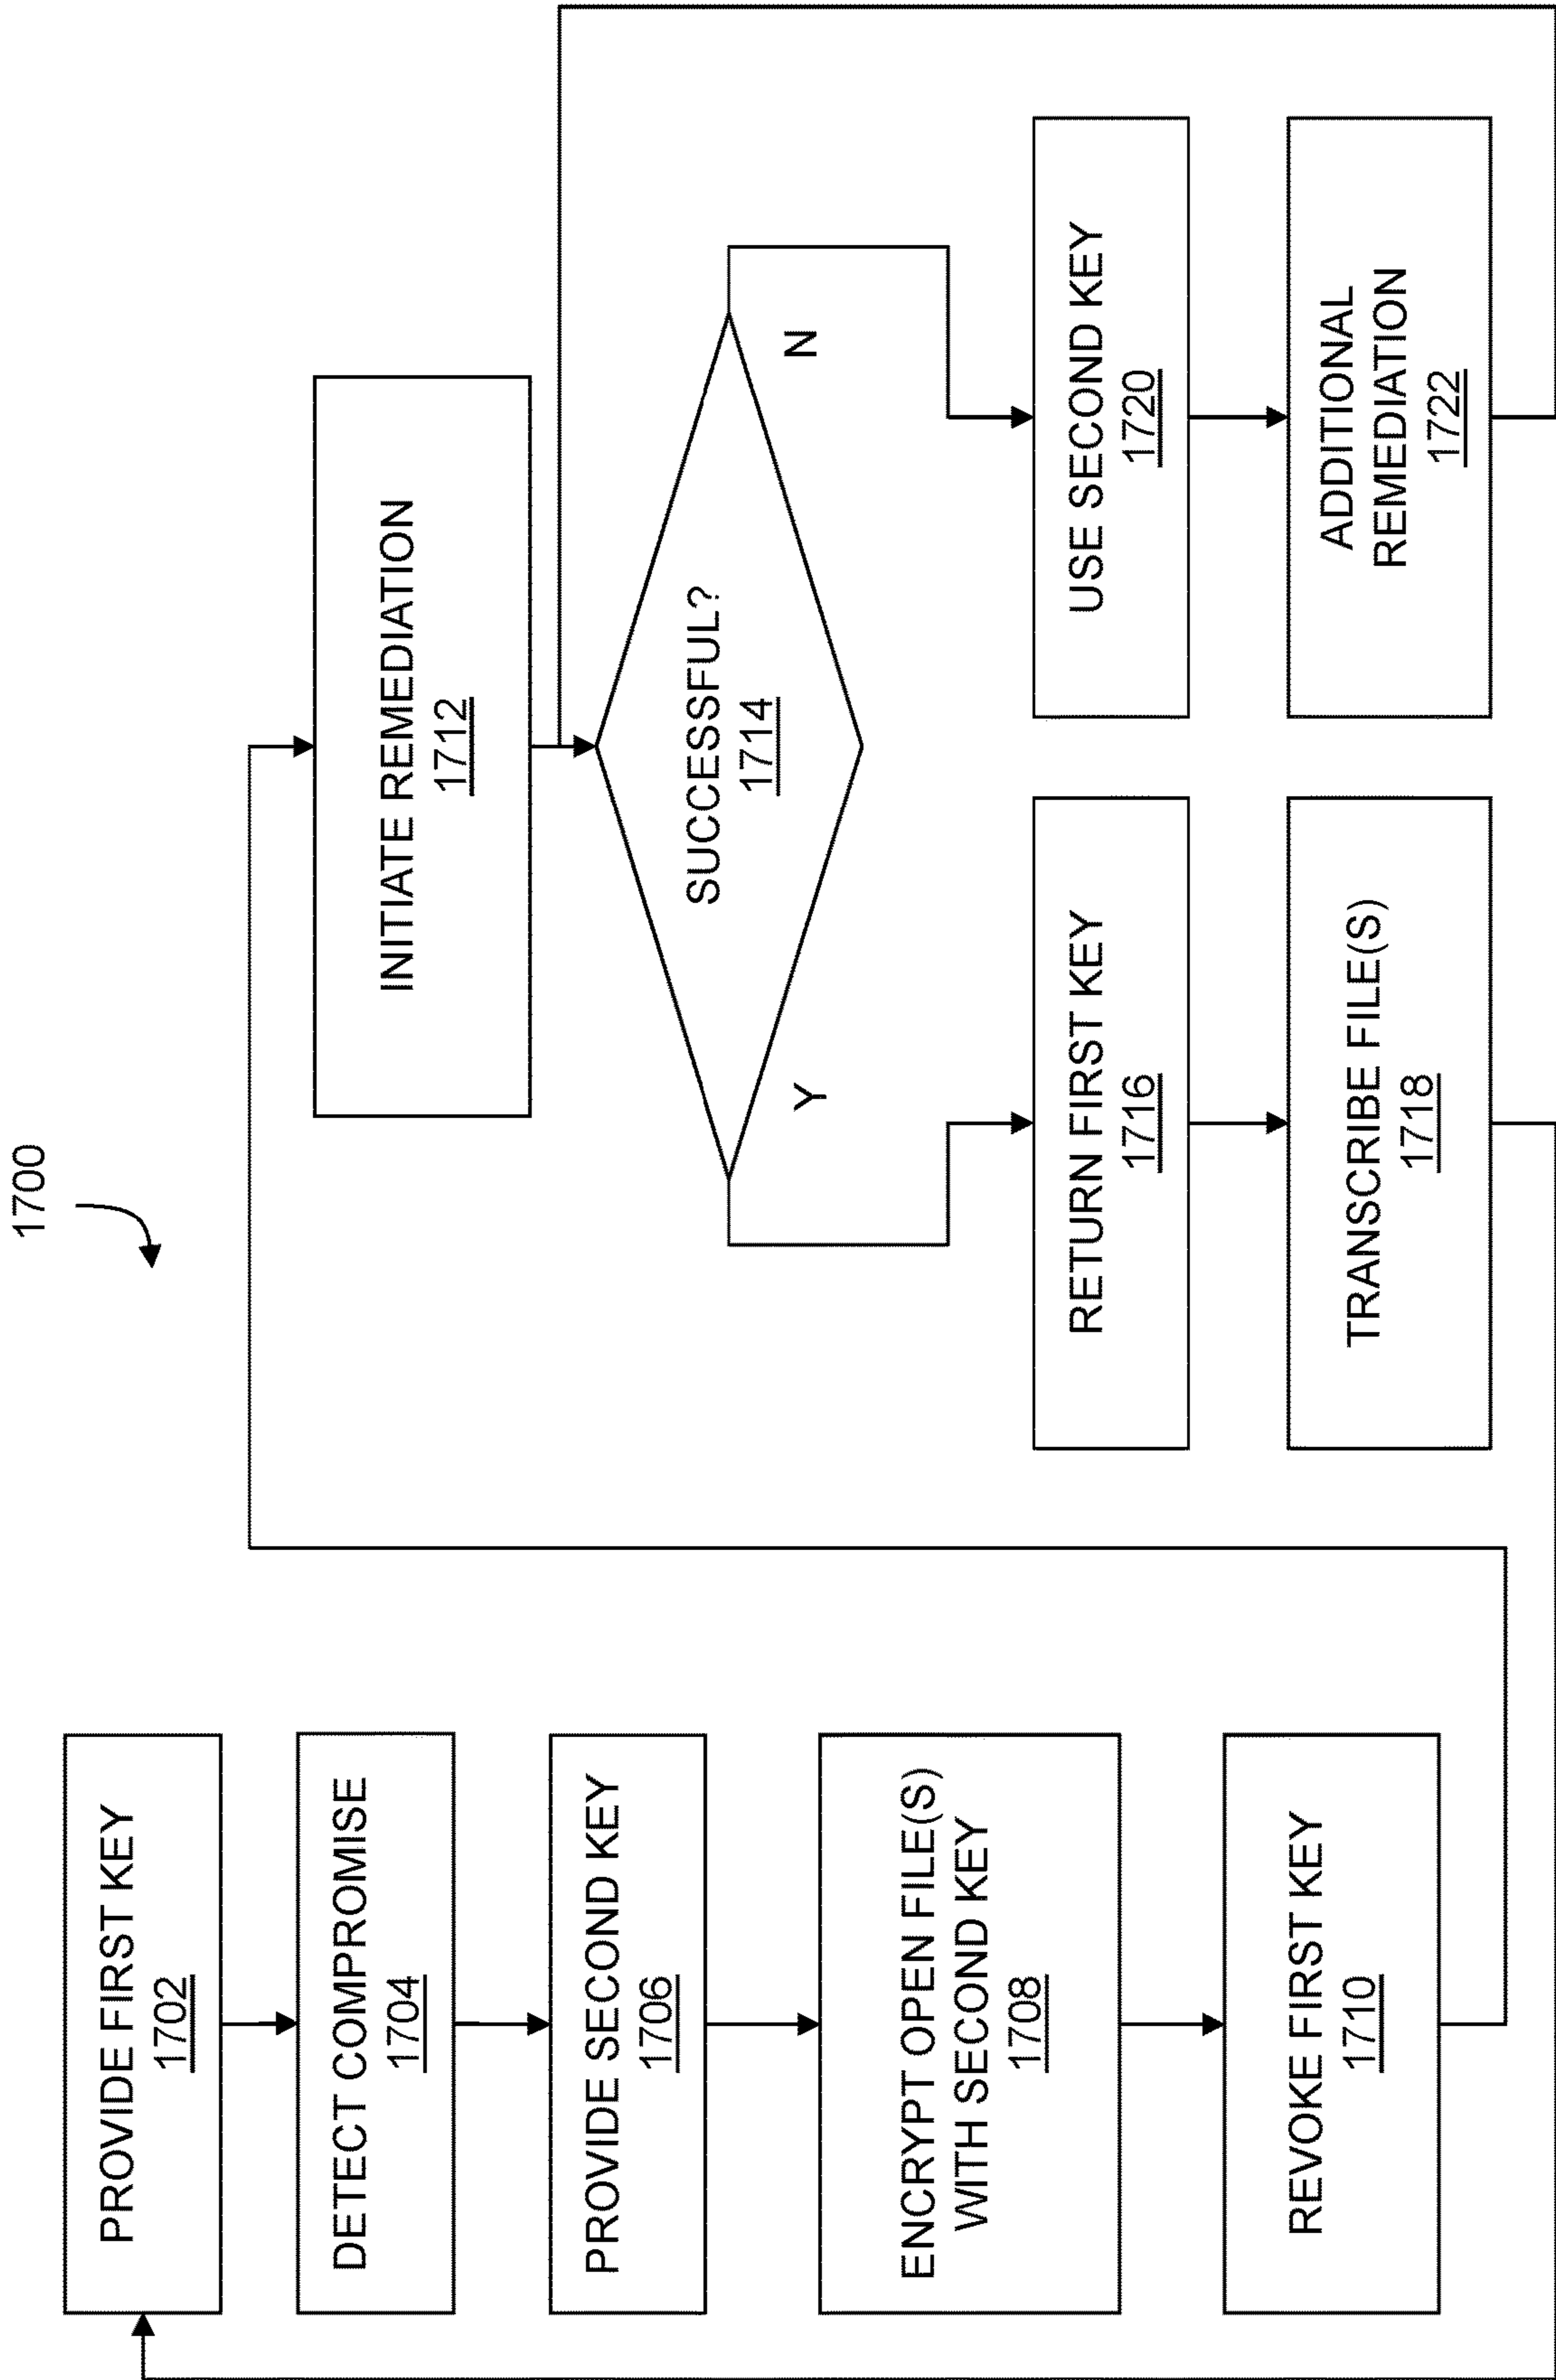 1700
PROVIDE FIRST KEY
1702
DETECT COMPROMISE
1704
PROVIDE SECOND KEY
1706
ENCRYPT OPEN FILE(S)
WITH SECOND KEY
1708
REVOKE FIRST KEY
1710
INITIATE REMEDIATION
1712
SUCCESSFUL?
1714
Y
N
RETURN FIRST KEY
1716
TRANSCRIBE FILE(S)
1718
USE SECOND KEY
1720
ADDITIONAL
REMEDIATION
1722